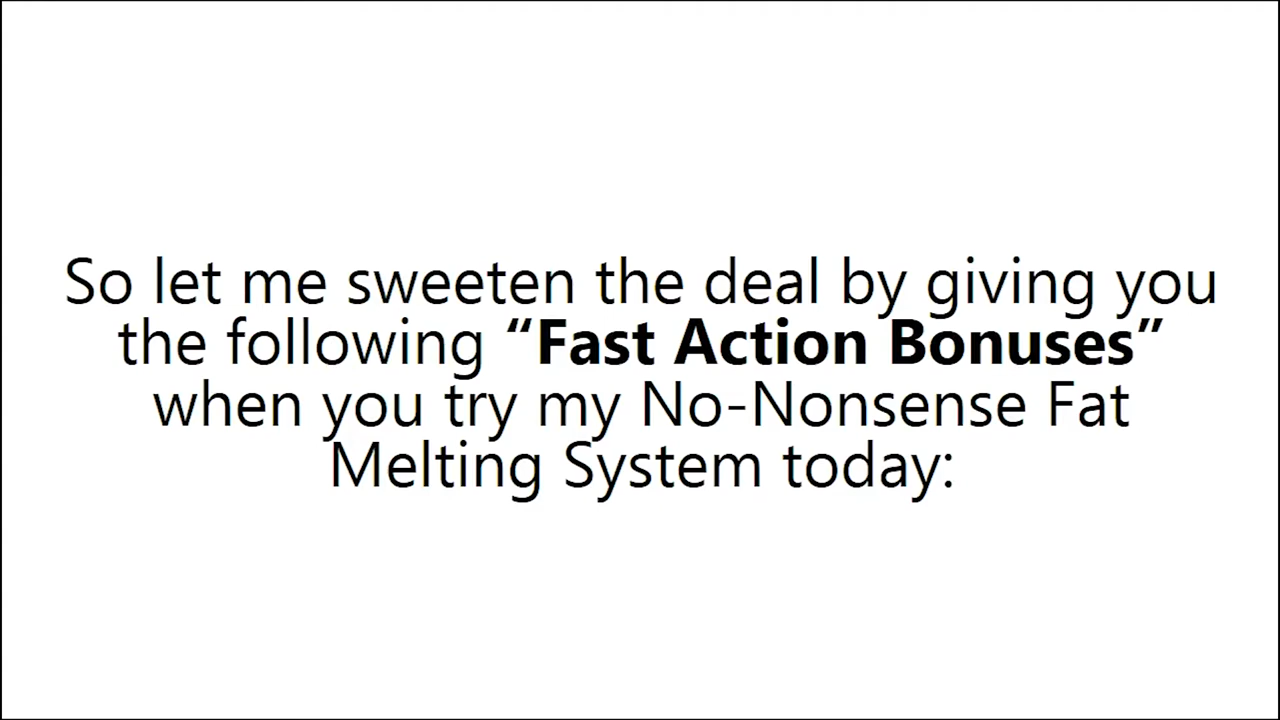 So let me sweeten the deal by giving you
the following “Fast Action Bonuses”
when you try my No-Nonsense Fat
Melting System today: